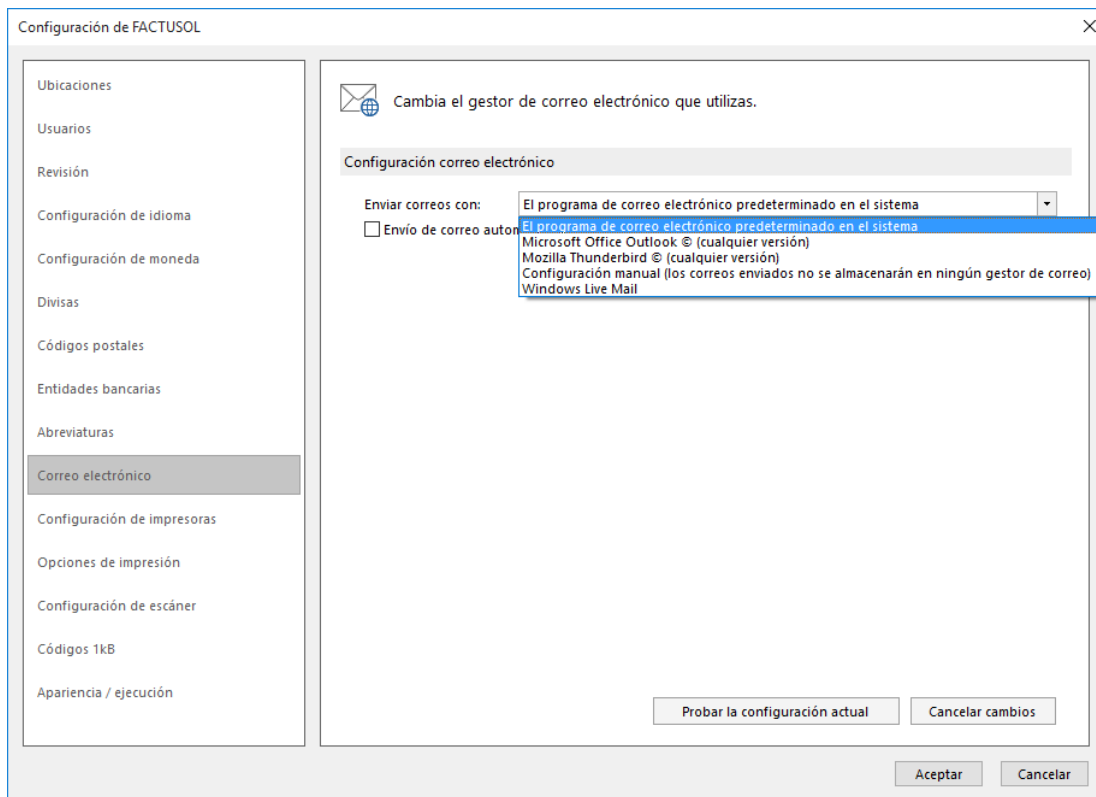 Configuración de FACTUSOL
Ubicaciones
Usuarios
Revisión
Configuración de idioma
Configuración de moneda
Divisas
Códigos postales
Entidades bancarias
Abreviaturas
Correo electrónico
Configuración de impresoras
Opciones de impresión
Configuración de escáner
Códigos 1kB
Apariencia / ejecución
Cambia el gestor de correo electrónico que utilizas.
Configuración correo electrónico
Enviar correos con: El programa de correo electrónico predeterminado en el sistema
Envío de correo
El programa de correo electrónico predeterminado en el sistema
Microsoft Office Outlook © (cualquier versión)
Mozilla Thunderbird © (cualquier versión)
Configuración manual (los correos enviados no se almacenarán en ningún gestor de correo)
Windows Live Mail
Probar la configuración actual Cancelar cambios
Aceptar Cancelar